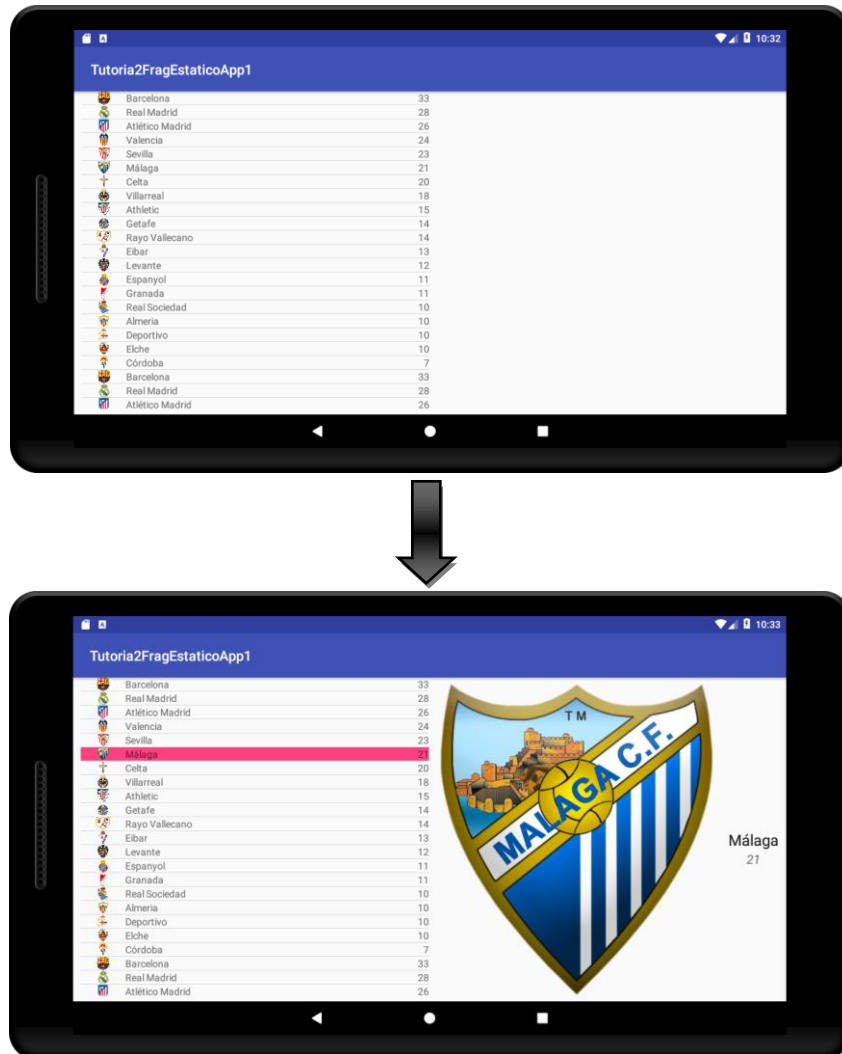 10:32
Tutoria2FragEstaticoApp1
Barcelona 33
Real Madrid 28
Atlético Madrid 26
Valencia 24
Sevilla 23
Málaga 21
Celta 20
Villarreal 18
Athletic 15
Getafe 14
Rayo Vallecano 14
Eibar 13
Levante 12
Espanyol 11
Granada 11
Real Sociedad 10
Almeria 10
Deportivo 10
Elche 10
Córdoba 7
Barcelona 33
Real Madrid 28
Atlético Madrid 26
10:33
Tutoria2FragEstaticoApp1
Barcelona 33
Real Madrid 28
Atlético Madrid 26
Valencia 24
Sevilla 23
Málaga 21
Celta 20
Villarreal 18
Athletic 15
Getafe 14
Rayo Vallecano 14
Eibar 13
Levante 12
Espanyol 11
Granada 11
Real Sociedad 10
Almeria 10
Deportivo 10
Elche 10
Córdoba 7
Barcelona 33
Real Madrid 28
Atlético Madrid 26
TM
MALAGA C.F.
Málaga
21